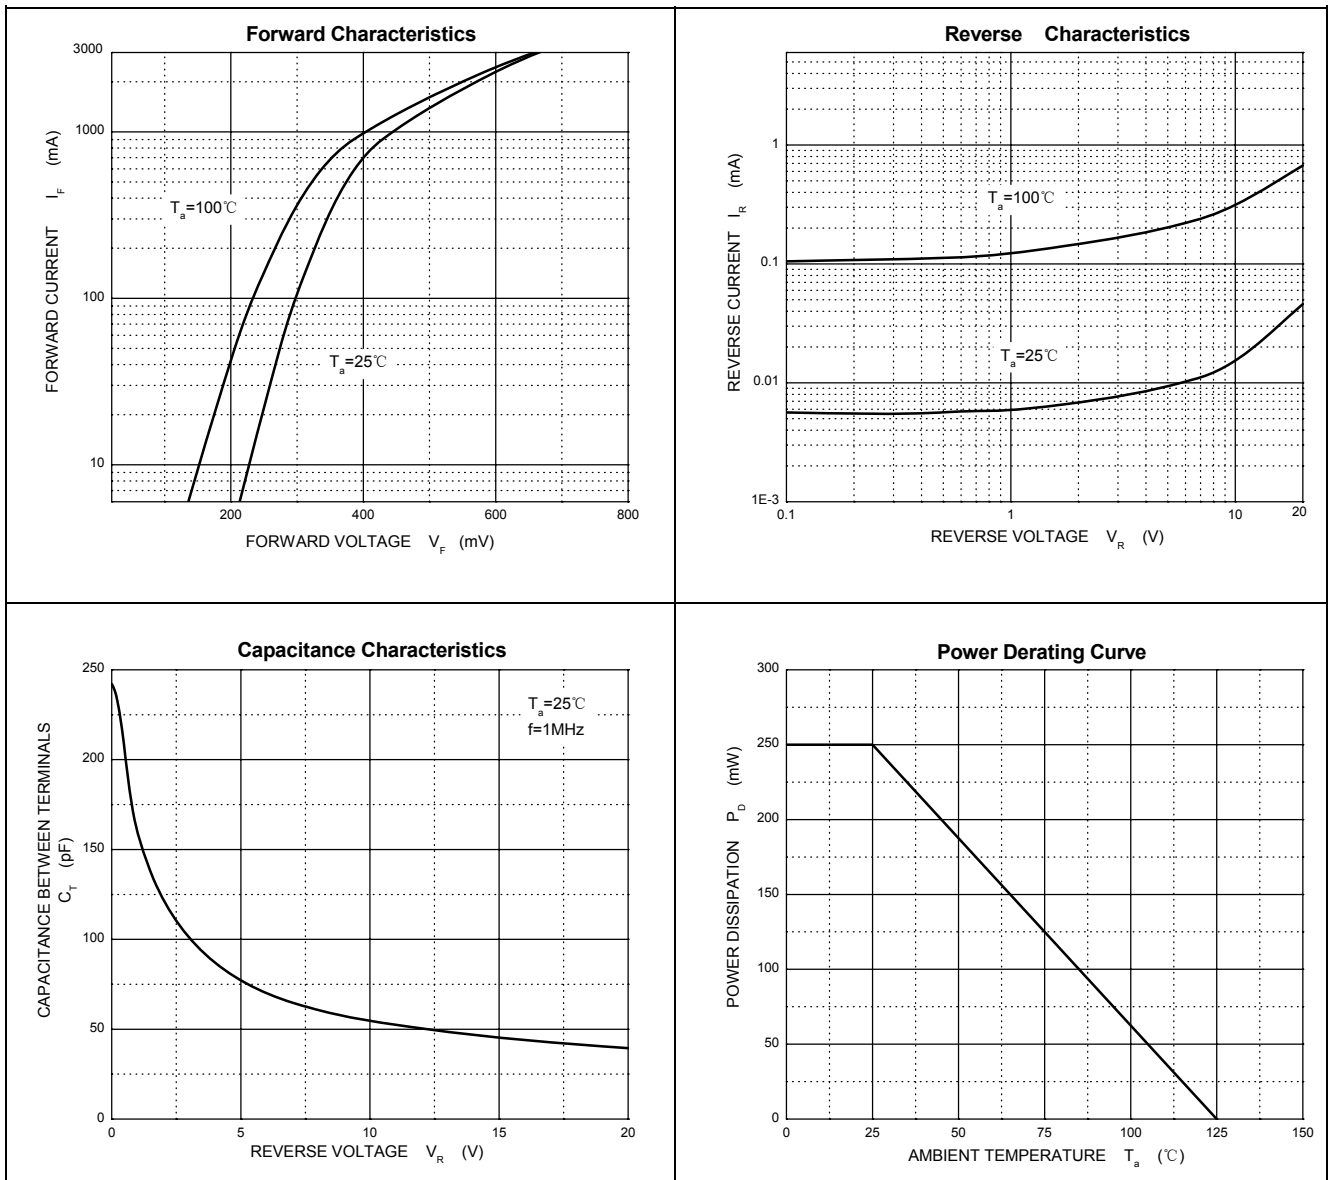 Forward Characteristics
3000
1000
100
10
200
400
600
800
FORWARD CURRENT I_F (mA)
T_a=100℃
T_a=25℃
FORWARD VOLTAGE V_F (mV)
Reverse Characteristics
1
0.1
0.01
1E-3
0.1
1
10
20
REVERSE CURRENT I_R (mA)
T_a=100℃
T_a=25℃
REVERSE VOLTAGE V_R (V)
Capacitance Characteristics
250
200
150
100
50
0
0
5
10
15
20
CAPACITANCE BETWEEN TERMINALS
C_T (pF)
T_a=25℃
f=1MHz
REVERSE VOLTAGE V_R (V)
Power Derating Curve
300
250
200
150
100
50
0
0
25
50
75
100
125
150
POWER DISSIPATION P_D (mW)
AMBIENT TEMPERATURE T_a (℃)